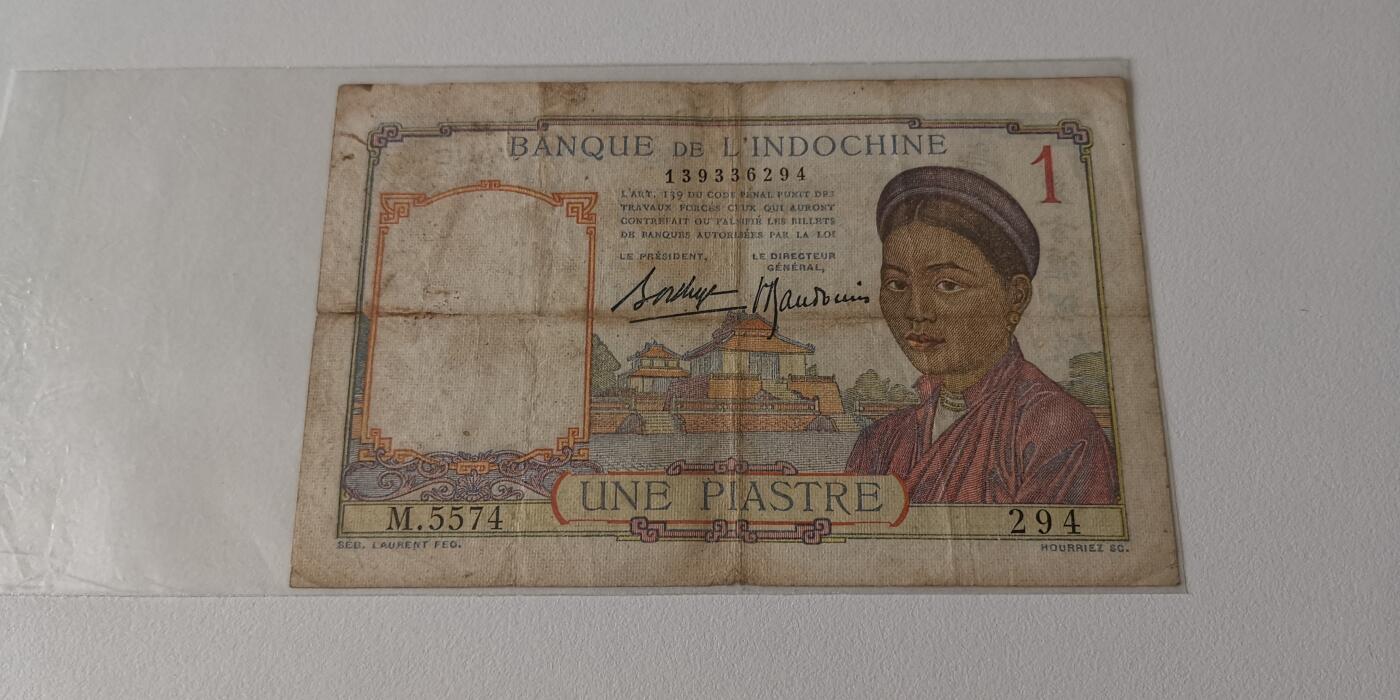 BANQUE DE L'INDOCHINE
1
139336294
L'ART. 139 DU CODE PÉNAL PUNIT DES
TRAVAUX FORCÉS CEUX QUI AURONT
CONTREFAIT OU FALSIFIÉ LES BILLETS
DE BANQUES AUTORISÉES PAR LA LOI
LE PRÉSIDENT, LE DIRECTEUR
GÉNÉRAL,
UNE PIASTRE
M.5574 294
SÉB. LAURENT FEC. HOURRIEZ SC.